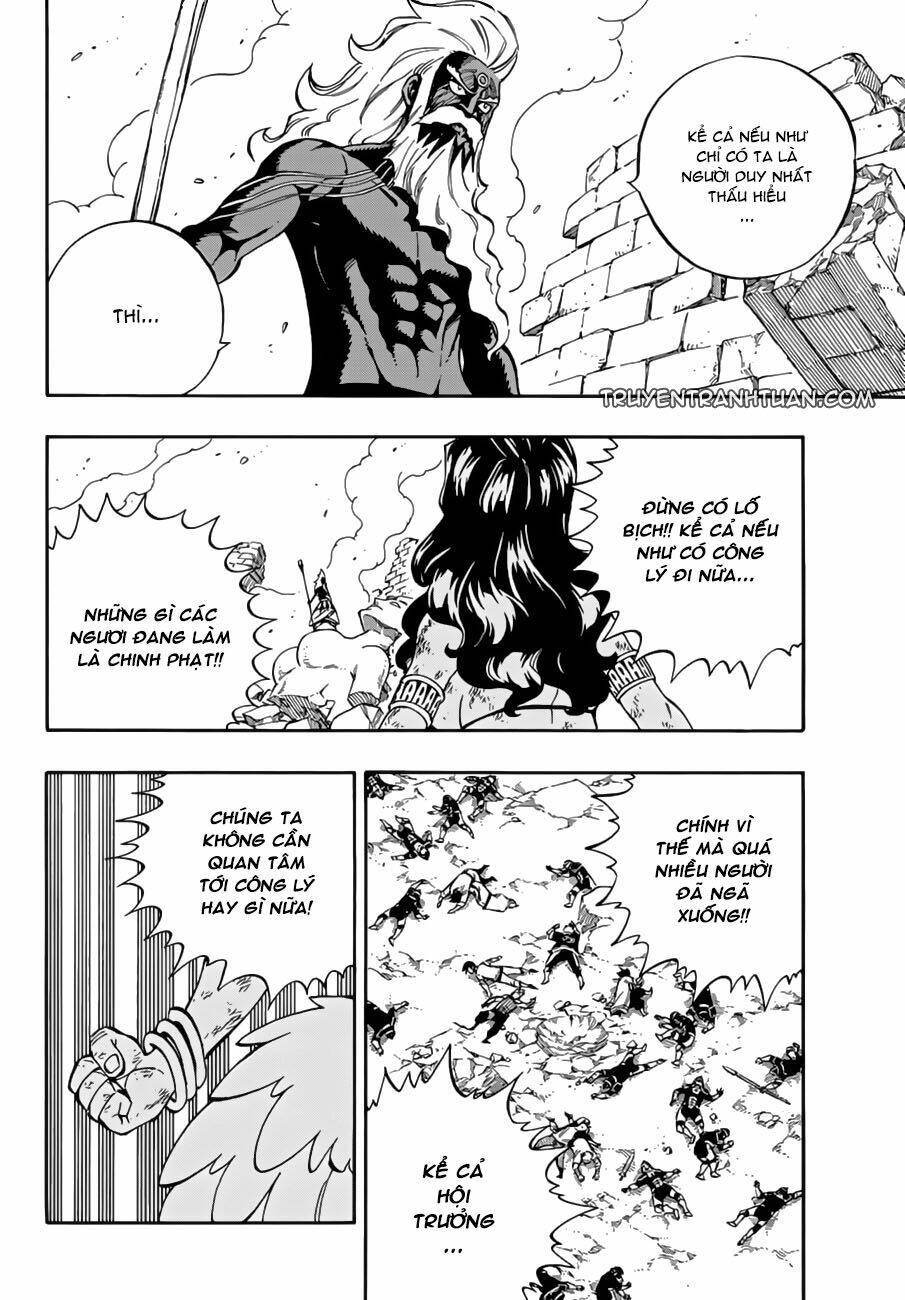 KỂ CẢ NẾU NHƯ
CHỈ CÓ TA LÀ
NGƯỜI DUY NHẤT
THẤU HIỂU
...
THÌ...
TRUYENTRANHTUAN.COM
ĐỪNG CÓ LỐ
BỊCH!! KỂ CẢ NẾU
NHƯ CÓ CÔNG
LÝ ĐI NỮA...
NHỮNG GÌ CÁC
NGƯƠI ĐANG LÀM
LÀ CHINH PHẠT!!
CHÍNH VÌ
THẾ MÀ QUÁ
NHIỀU NGƯỜI
ĐÃ NGÃ
XUỐNG!!
KỂ CẢ
HỘI
TRƯỞNG
...
CHÚNG TA
KHÔNG CẦN
QUAN TÂM
TỚI CÔNG LÝ
HAY GÌ NỮA!